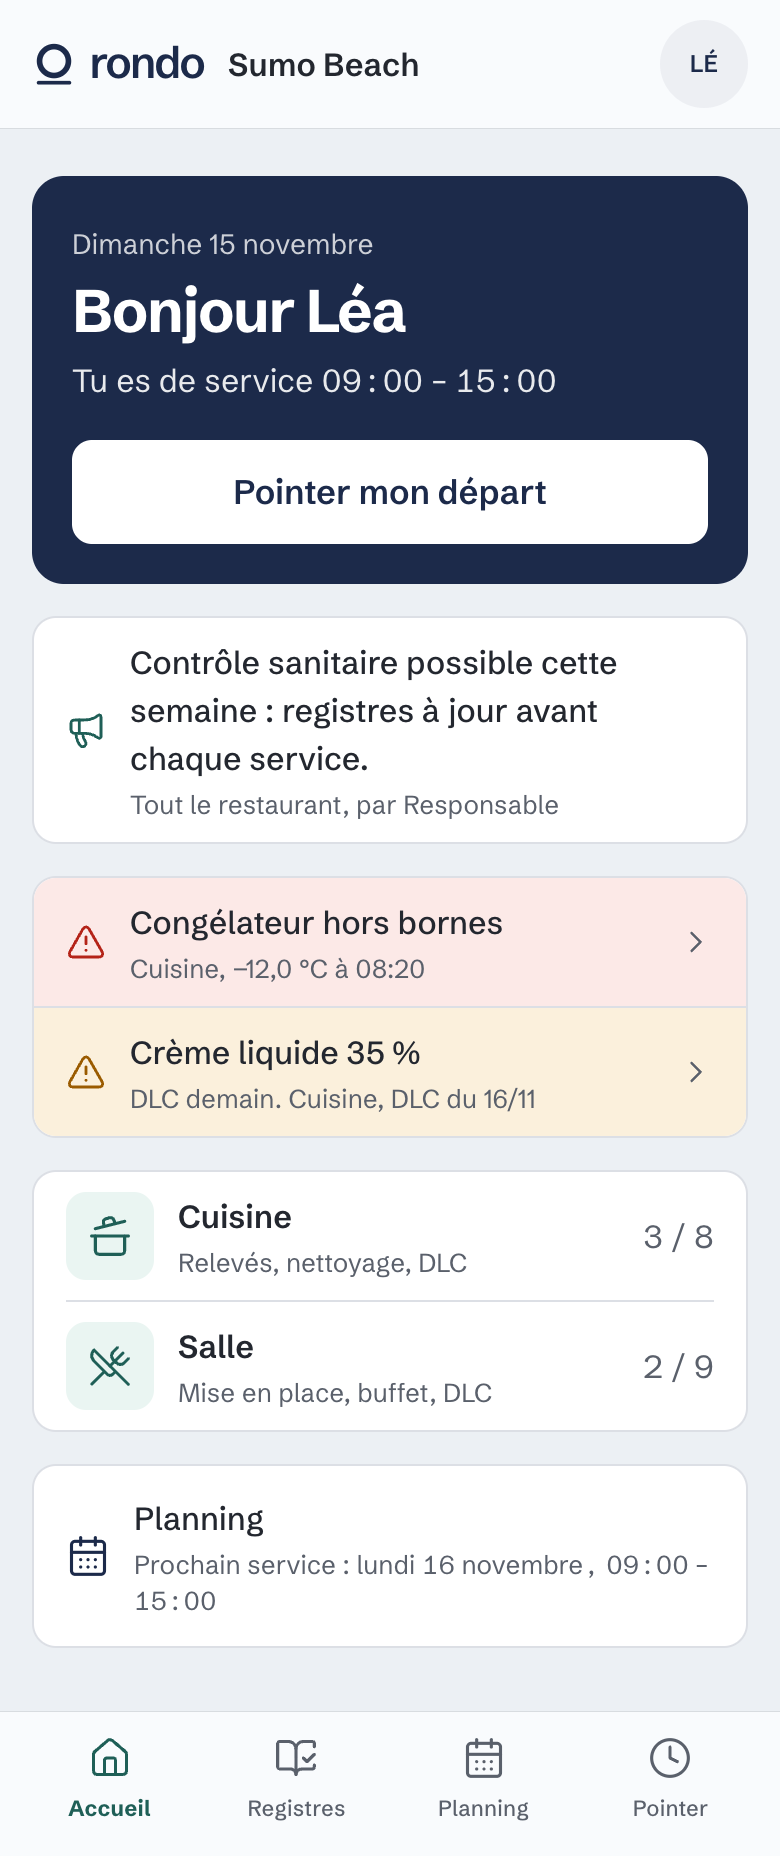 rondo Sumo Beach LÉ
Dimanche 15 novembre
Bonjour Léa
Tu es de service 09:00 – 15:00
Pointer mon départ
Contrôle sanitaire possible cette
semaine : registres à jour avant
chaque service.
Tout le restaurant, par Responsable
Congélateur hors bornes
Cuisine, −12,0 °C à 08:20
Crème liquide 35 %
DLC demain. Cuisine, DLC du 16/11
Cuisine 3 / 8
Relevés, nettoyage, DLC
Salle 2 / 9
Mise en place, buffet, DLC
Planning
Prochain service : lundi 16 novembre, 09:00 –
15:00
Accueil Registres Planning Pointer